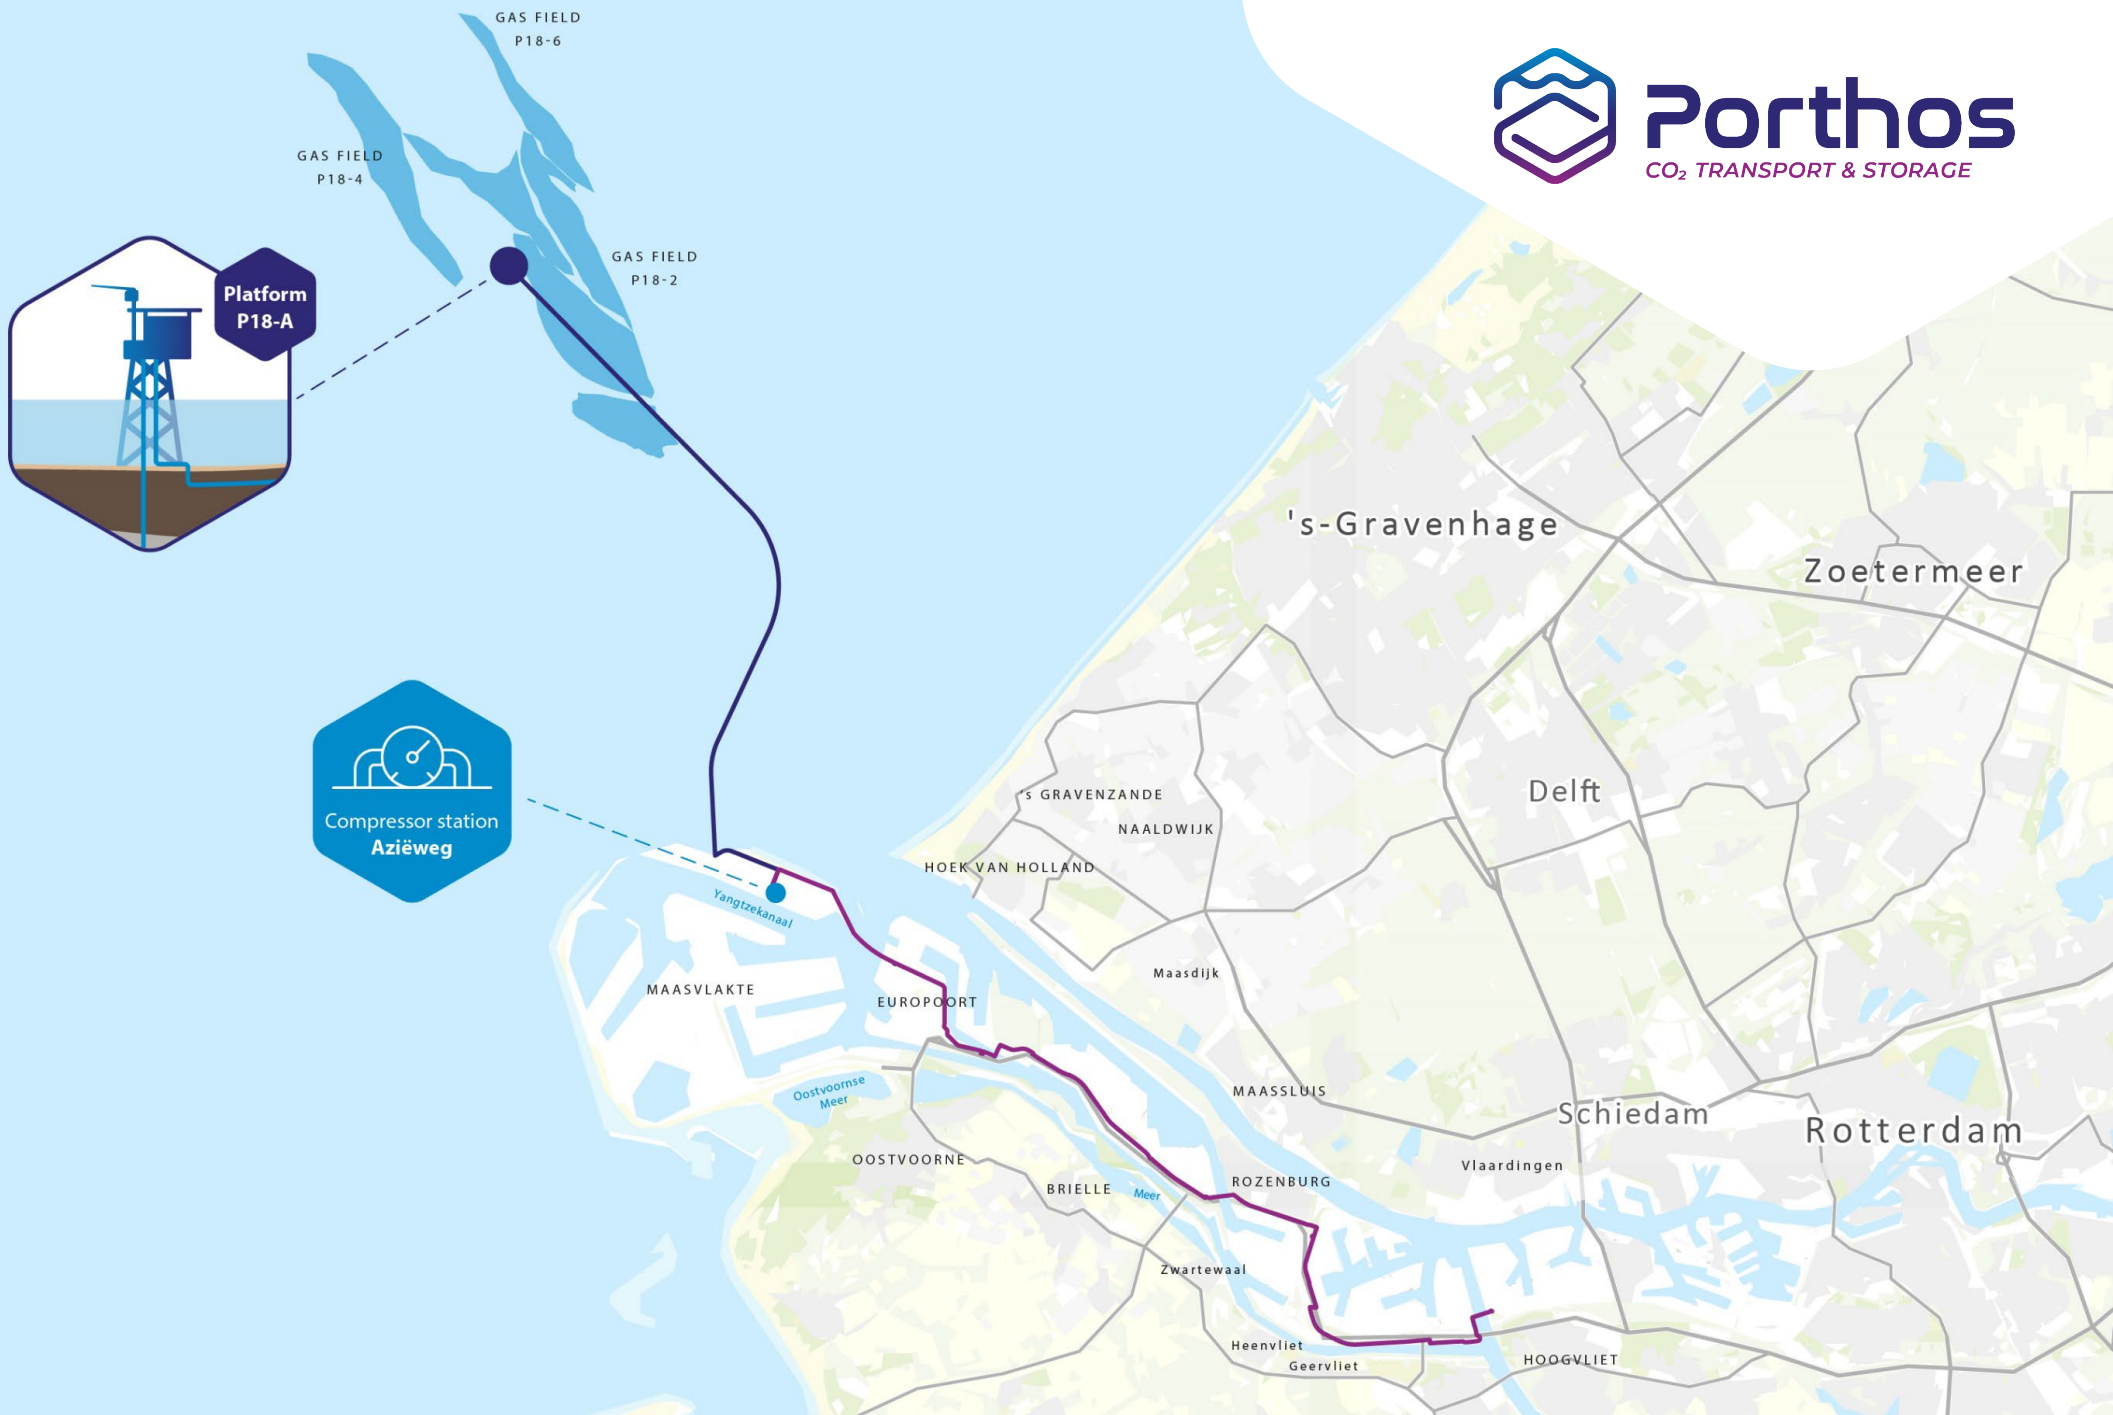 GAS FIELD
P18-6
Porthos
CO₂ TRANSPORT & STORAGE
GAS FIELD
P18-4
GAS FIELD
P18-2
Platform
P18-A
's-Gravenhage
Zoetermeer
Delft
's GRAVENZANDE
NAALDWIJK
Compressor station
Aziëweg
HOEK VAN HOLLAND
Yangtzekanaal
Maasdijk
MAASVLAKTE
EUROPOORT
Oostvoornse
Meer
MAASSLUIS
Schiedam
Rotterdam
OOSTVOORNE
Vlaardingen
BRIELLE
Meer
ROZENBURG
Zwartewaal
Heenvliet
Geervliet
HOOGVLIET